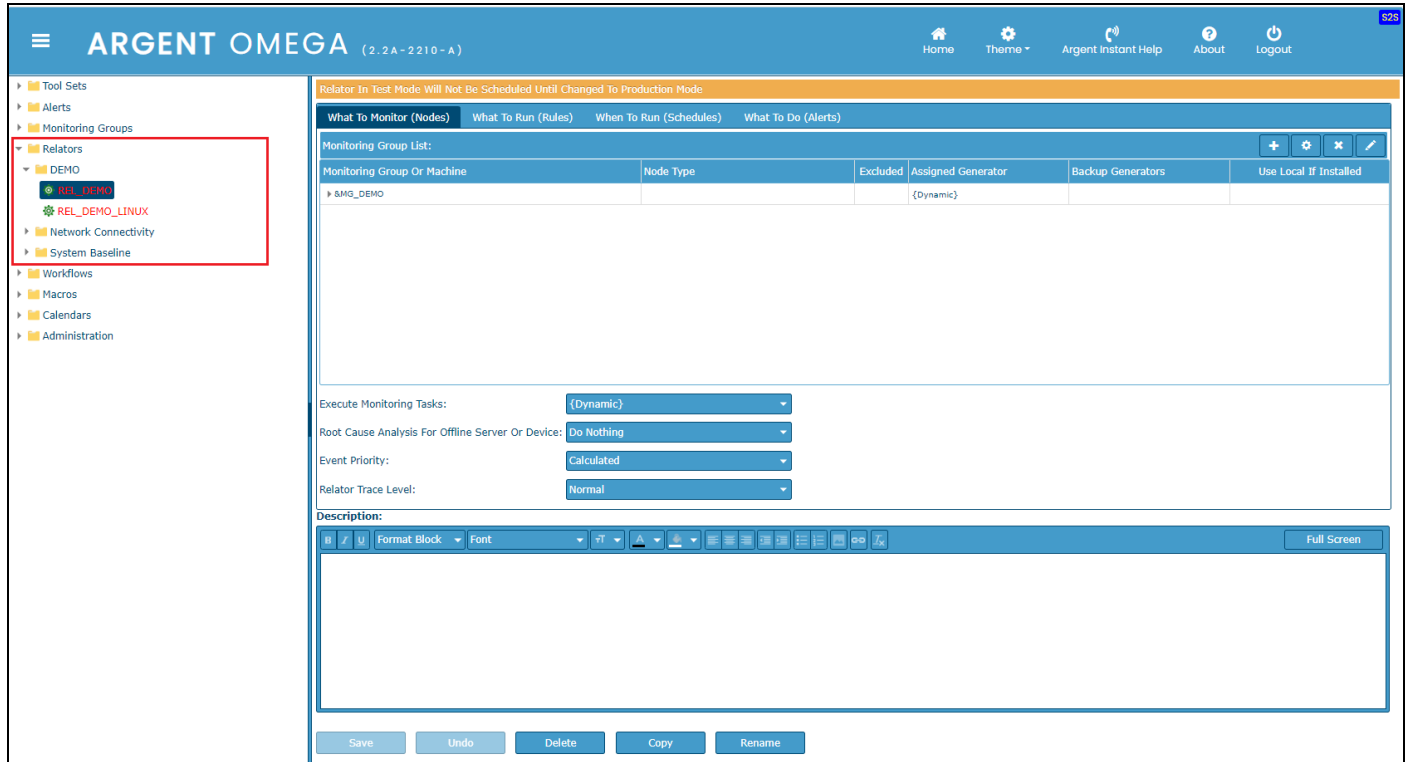 S2S
ARGENT OMEGA (2.2A-2210-A)
Home Theme Argent Instant Help About Logout
Tool Sets
Alerts
Monitoring Groups
Relators
DEMO
REL_DEMO
REL_DEMO_LINUX
Network Connectivity
System Baseline
Workflows
Macros
Calendars
Administration
Relator In Test Mode Will Not Be Scheduled Until Changed To Production Mode
What To Monitor (Nodes) What To Run (Rules) When To Run (Schedules) What To Do (Alerts)
Monitoring Group List:
Monitoring Group Or Machine Node Type Excluded Assigned Generator Backup Generators Use Local If Installed
&MG_DEMO {Dynamic}
Execute Monitoring Tasks: {Dynamic}
Root Cause Analysis For Offline Server Or Device: Do Nothing
Event Priority: Calculated
Relator Trace Level: Normal
Description:
B I U Format Block Font Full Screen
Save Undo Delete Copy Rename